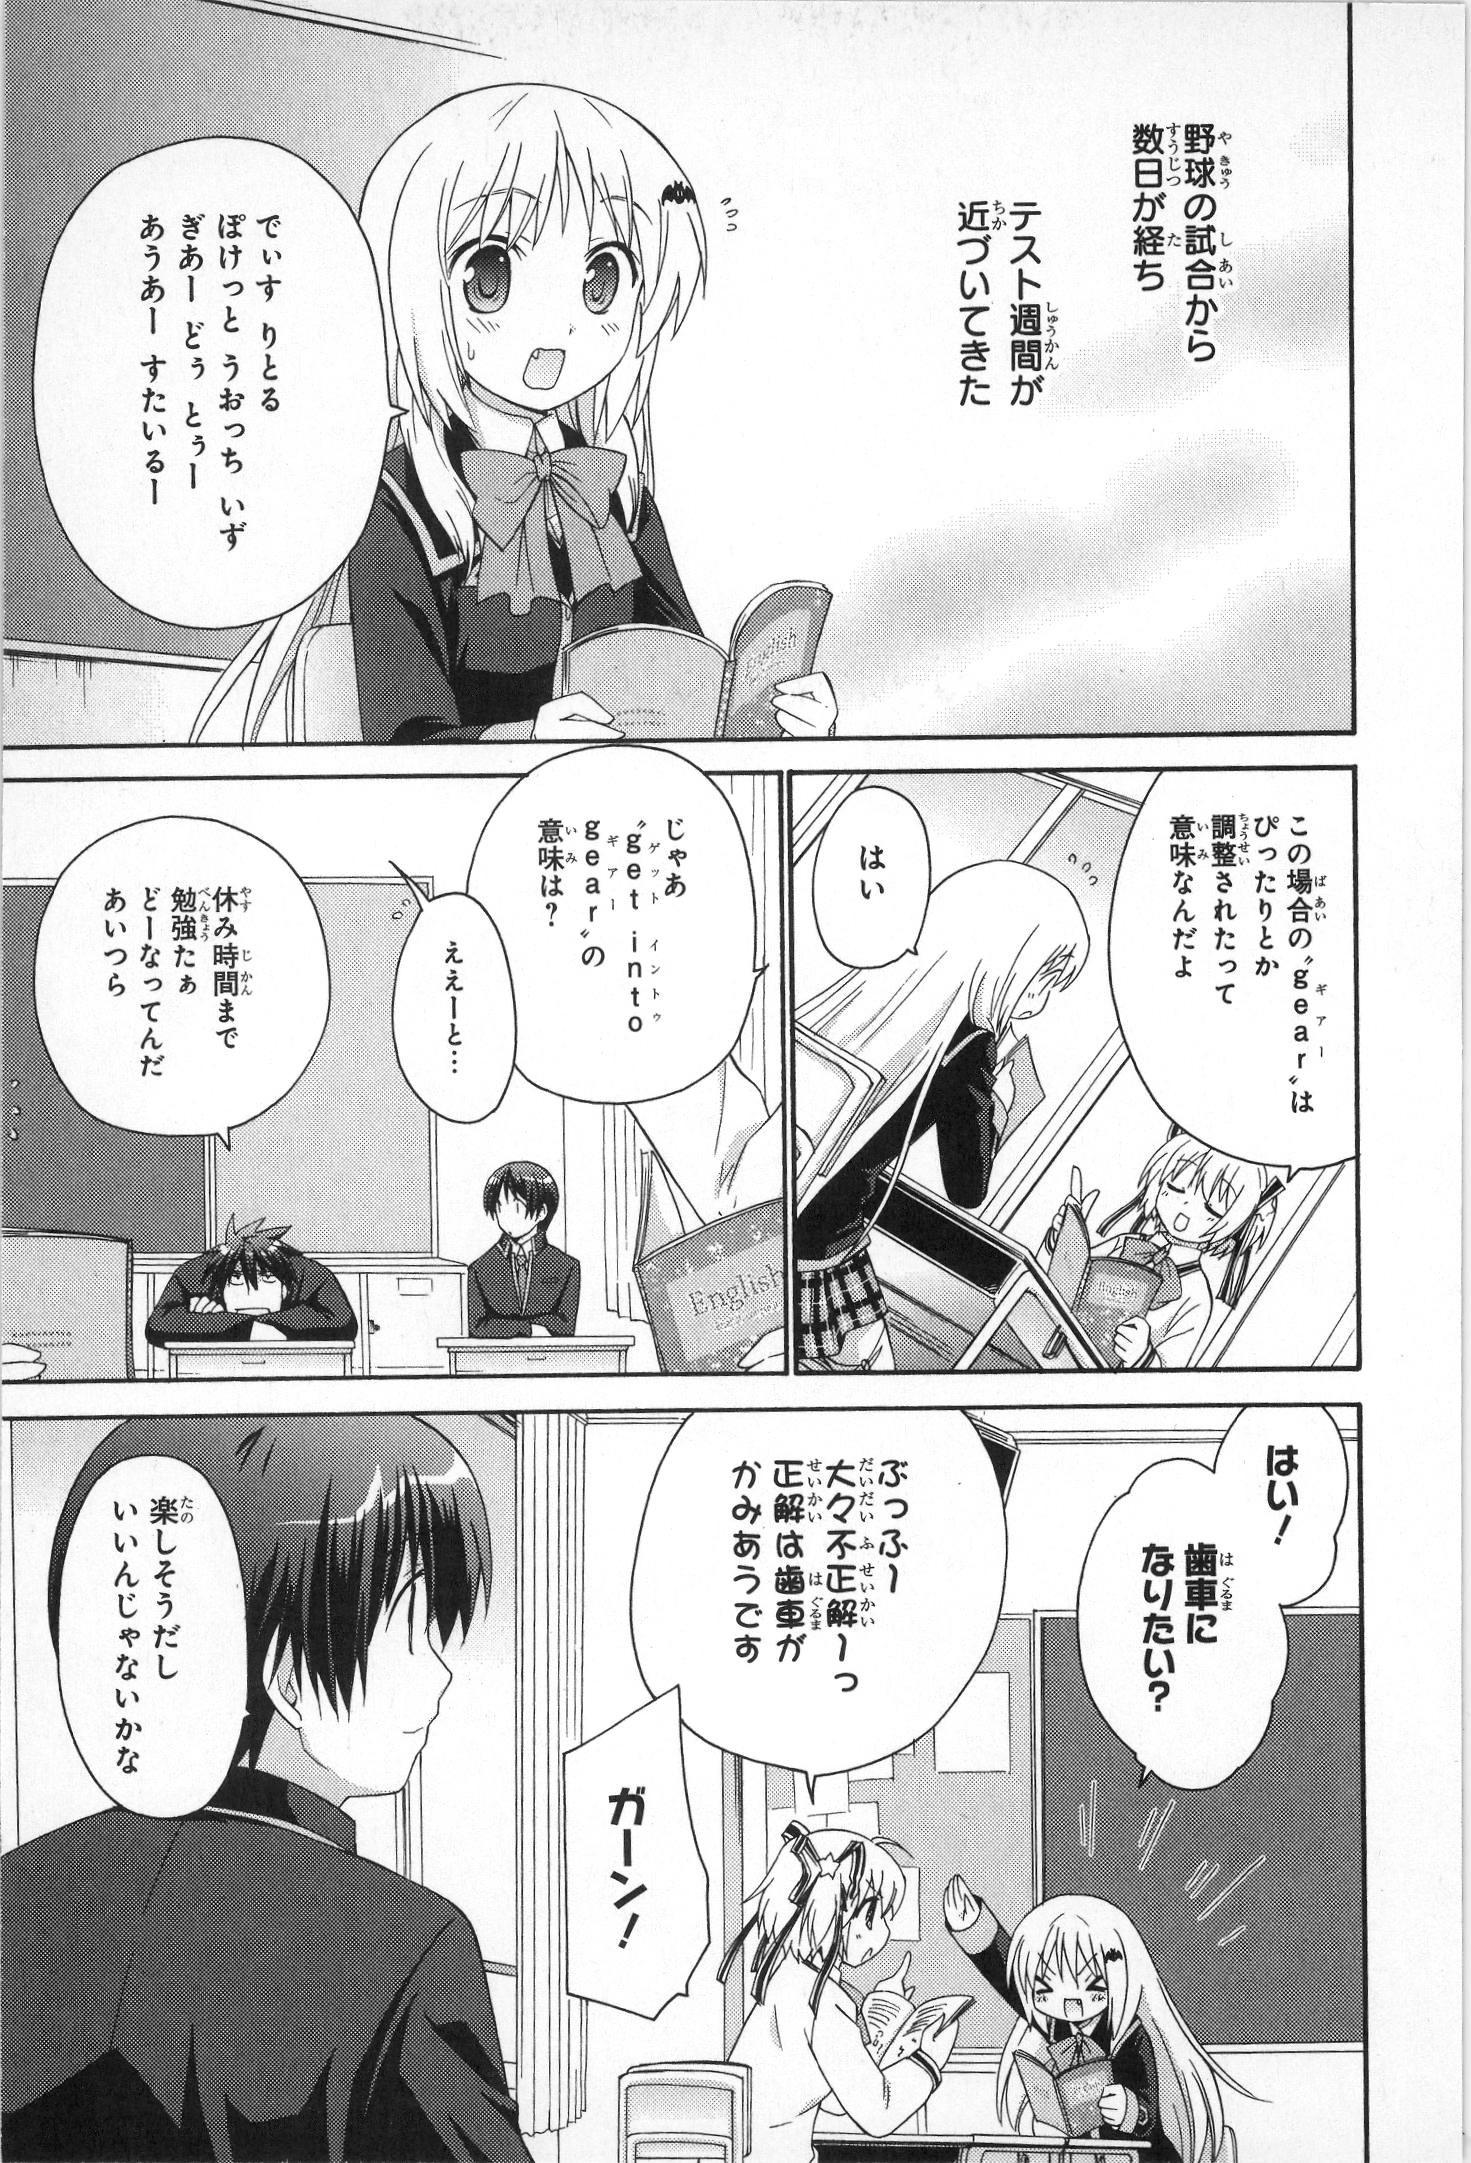 野球の試合から
数日が経ち
テスト週間が
近づいてきた
でぃす りとる
ぽけっと うおっち いず
ぎあー どぅ とぅー
あうあー すたいるー
English
この場合の〝gear〟は
ぴったりとか
調整されたって
意味なんだよ
はい
English
じゃあ
〝get into
gear〟の
意味は?
ええーと…
休み時間まで
勉強たぁ
どーなってんだ
あいつら
English
はい!
歯車に
なりたい?
ぶっふー
大々不正解ーっ
正解は歯車が
かみあうです
ガーン!
楽しそうだし
いいんじゃないかな